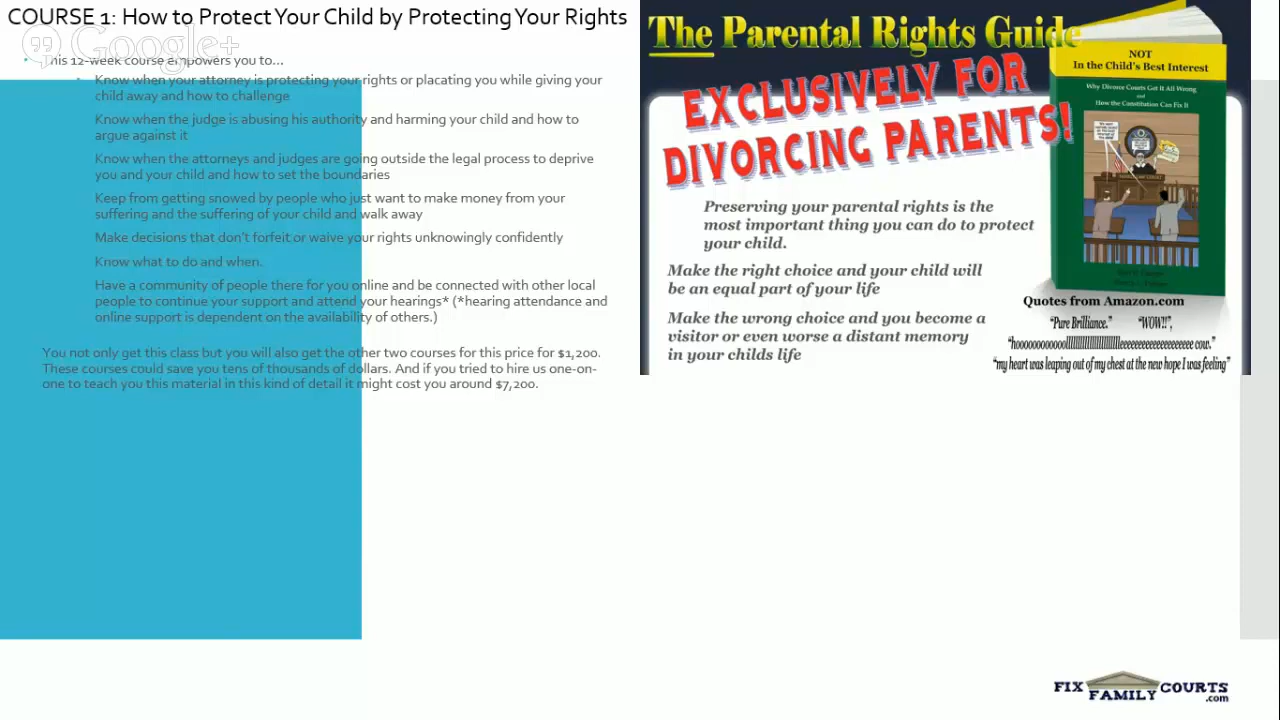 COURSE 1: How to Protect Your Child by Protecting Your Rights
Google+
This 12-week course empowers you to...
Know when your attorney is protecting your rights or placating you while giving your
child away and how to challenge
Know when the judge is abusing his authority and harming your child and how to
argue against it
Know when the attorneys and judges are going outside the legal process to deprive
you and your child and how to set the boundaries
Keep from getting snowed by people who just want to make money from your
suffering and the suffering of your child and walk away
Make decisions that don't forfeit or waive your rights unknowingly confidently
Know what to do and when.
Have a community of people there for you online and be connected with other local
people to continue your support and attend your hearings* (*hearing attendance and
online support is dependent on the availability of others.)
You not only get this class but you will also get the other two courses for this price for $1,200.
These courses could save you tens of thousands of dollars. And if you tried to hire us one-on-
one to teach you this material in this kind of detail it might cost you around $7,200.
The Parental Rights Guide
EXCLUSIVELY FOR
DIVORCING PARENTS!
Preserving your parental rights is the
most important thing you can do to protect
your child.
Make the right choice and your child will
be an equal part of your life
Make the wrong choice and you become a
visitor or even worse a distant memory
in your childs life
NOT
In the Child's Best Interest
Why Divorce Courts Get It All Wrong
and
How the Constitution Can Fix It
Quotes from Amazon.com
"Pure Brilliance." "WOW!!",
cow."
"my heart was leaping out of my chest at the new hope I was feeling"
FIX FAMILY COURTS
.com